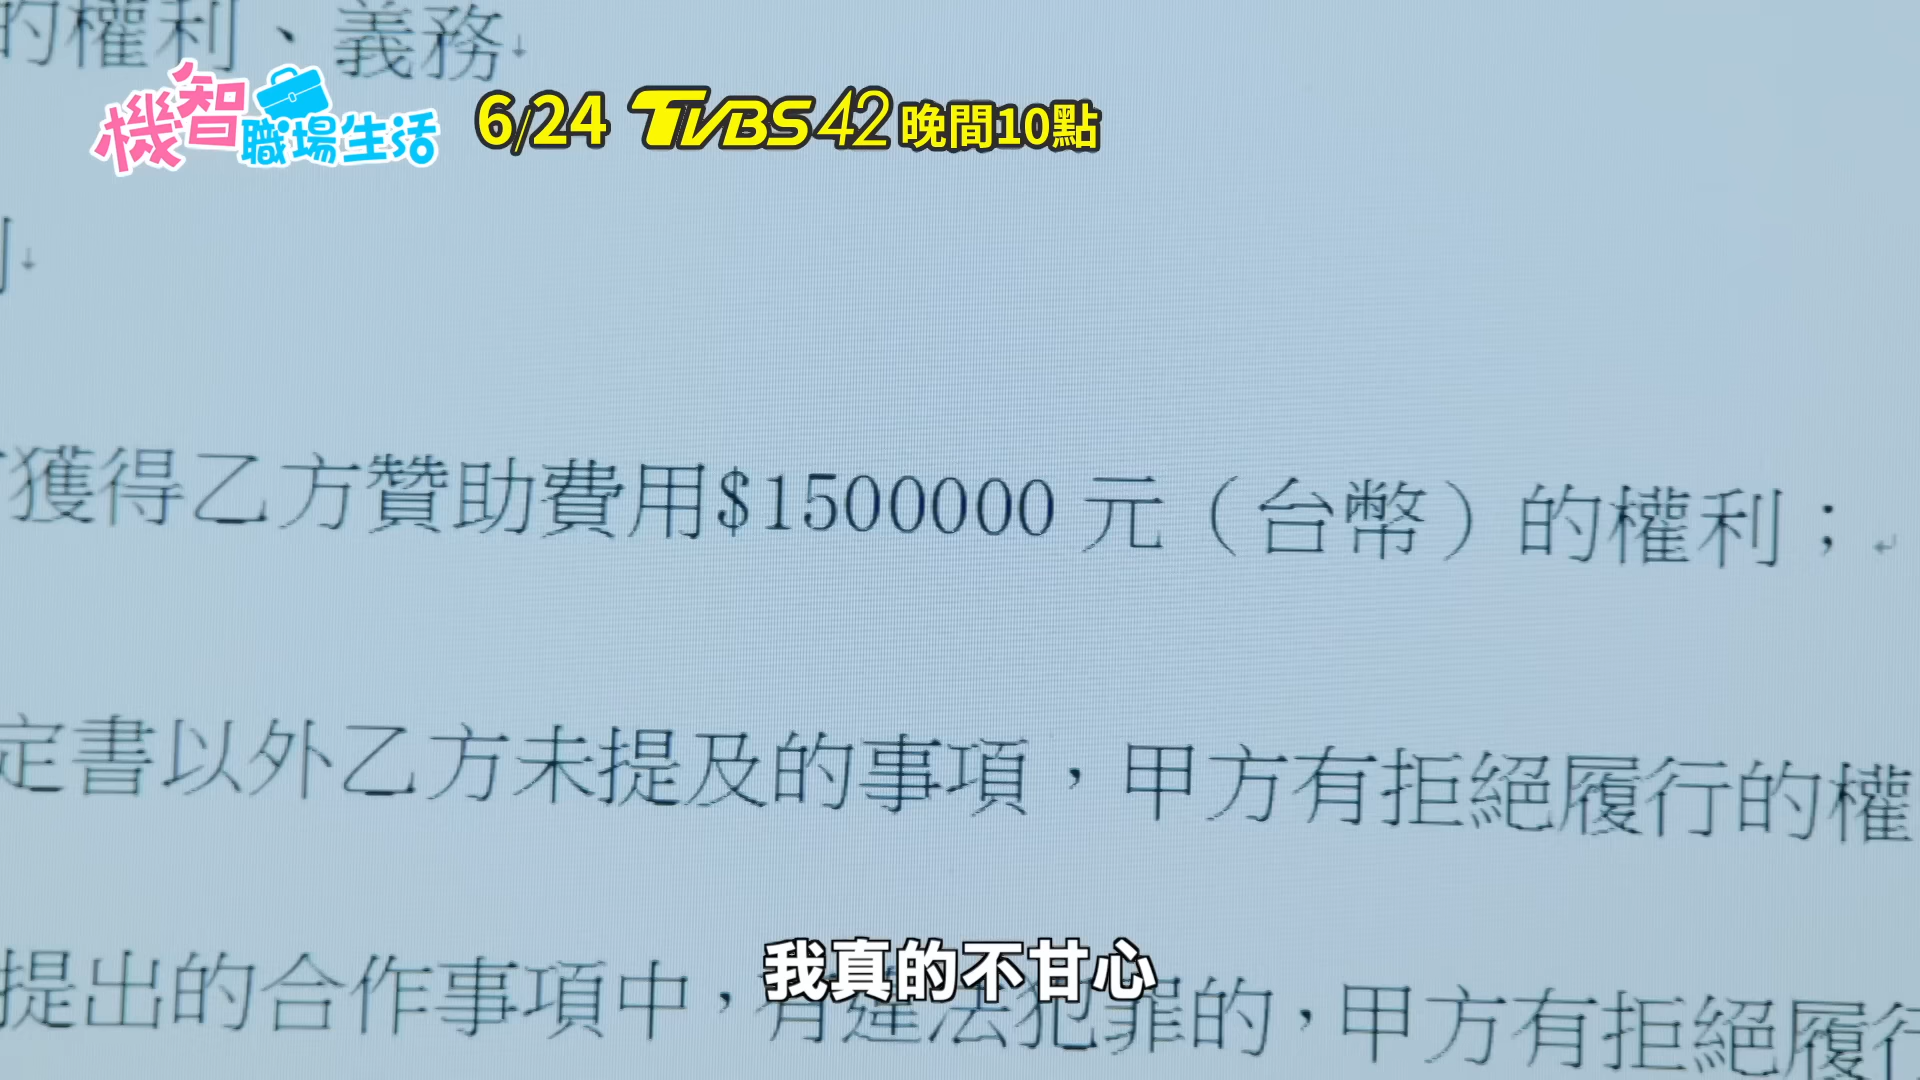 的權利、義務
機智職場生活
6/24 TVBS 42 晚間10點
獲得乙方贊助費用$1500000 元（台幣）的權利；
定書以外乙方未提及的事項，甲方有拒絕履行的權
提出的合作事項中，有違法犯罪的，甲方有拒絕履行
我真的不甘心